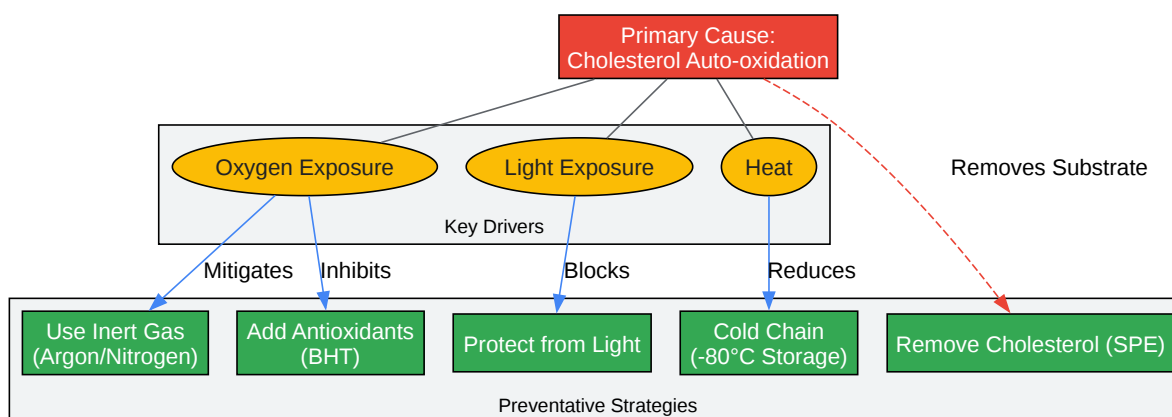 Primary Cause:
Cholesterol Auto-oxidation
Oxygen Exposure
Light Exposure
Heat
Removes Substrate
Key Drivers
Mitigates
Inhibits
Blocks
Reduces
Use Inert Gas
(Argon/Nitrogen)
Add Antioxidants
(BHT)
Protect from Light
Cold Chain
(-80°C Storage)
Remove Cholesterol (SPE)
Preventative Strategies